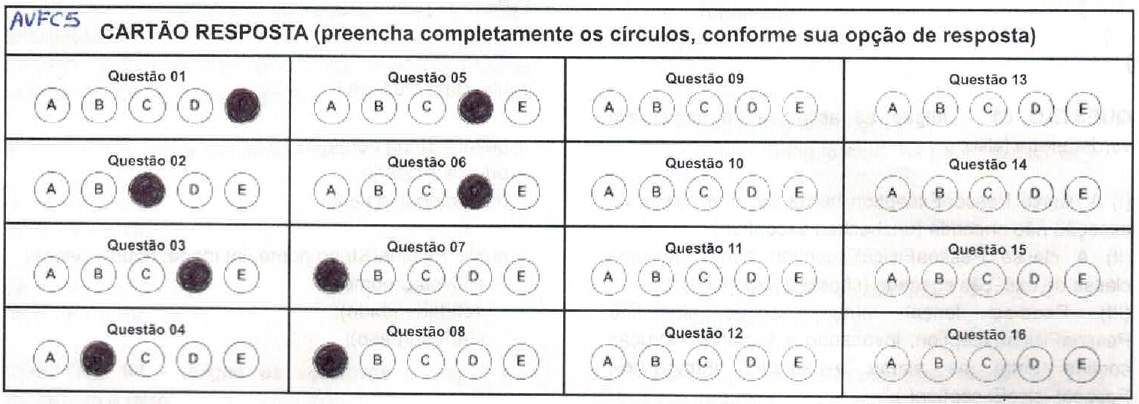 AVFC5
CARTÃO RESPOSTA (preencha completamente os círculos, conforme sua opção de resposta)
Questão 01
A B C D
Questão 05
A B C E
Questão 09
A B C D E
Questão 13
A B C D E
Questão 02
A B D E
Questão 06
A B C E
Questão 10
A B C D E
Questão 14
A B C D E
Questão 03
A B C E
Questão 07
B C D E
Questão 11
A B C D E
Questão 15
A B C D E
Questão 04
A C D E
Questão 08
B C D E
Questão 12
A B C D E
Questão 16
A B C D E